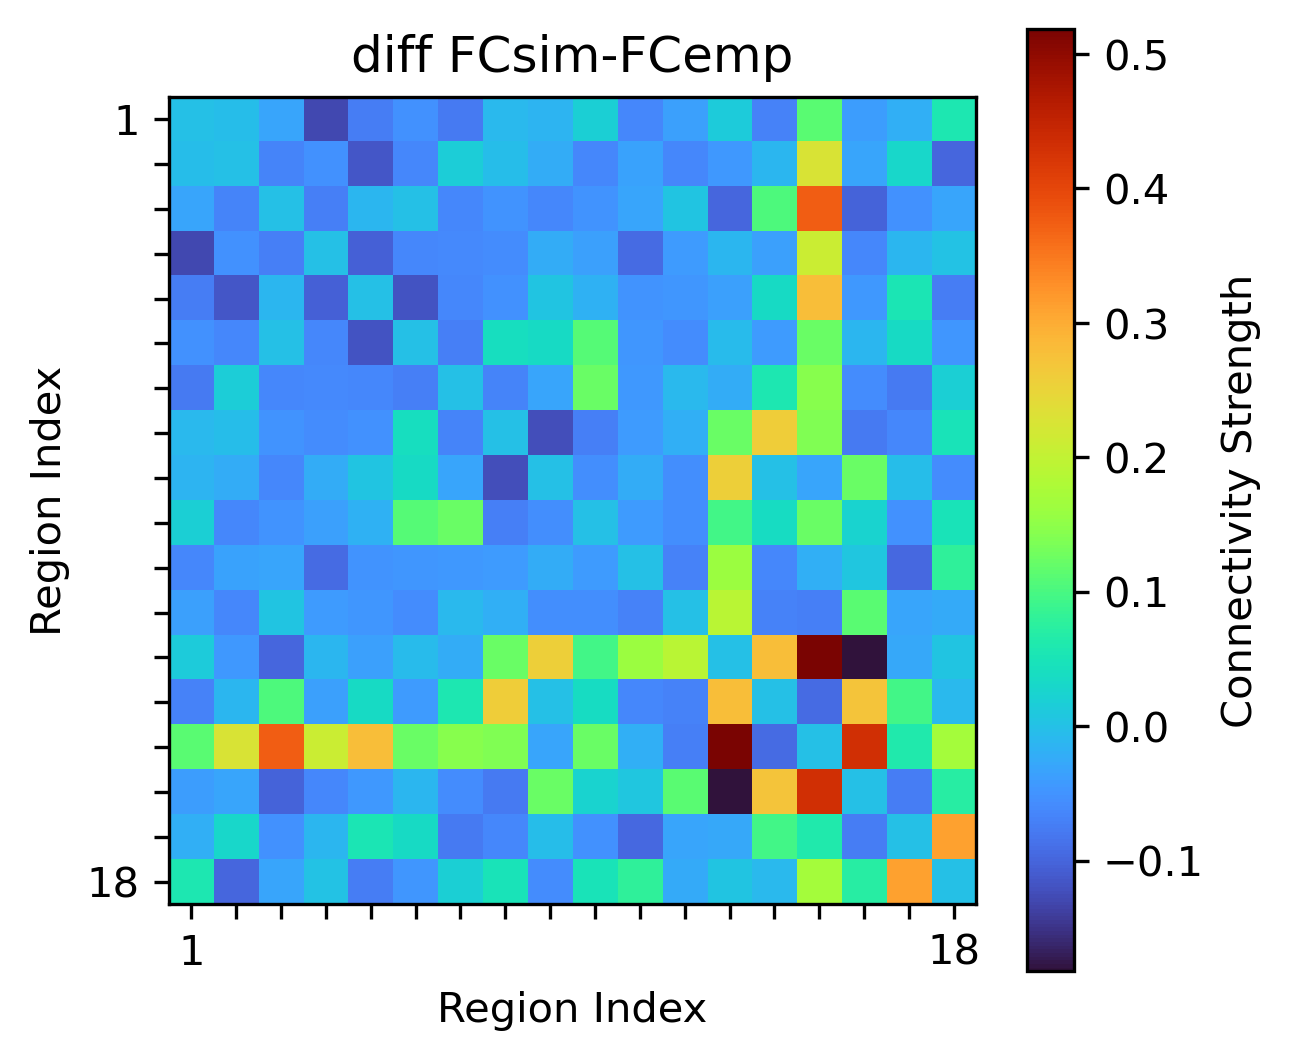 diff FCsim-FCemp
1
18
Region Index
1
18
Region Index
0.5
0.4
0.3
0.2
0.1
0.0
−0.1
Connectivity Strength